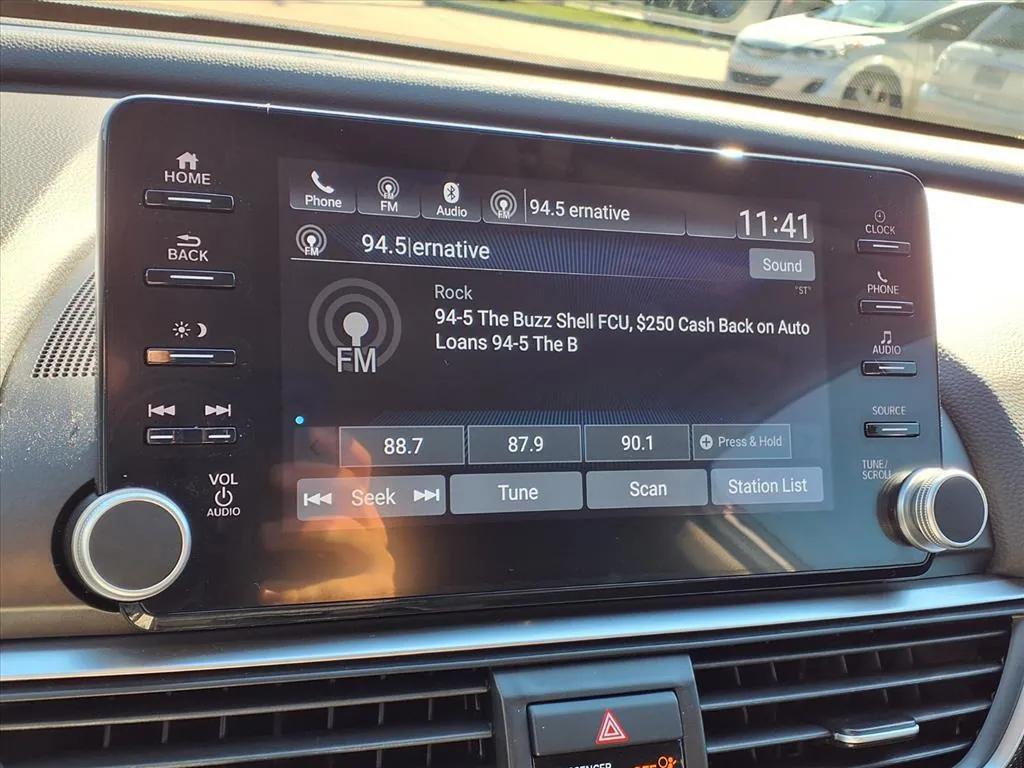 HOME
BACK
VOL
AUDIO
Phone
FM
Audio
FM
94.5 ernative
11:41
FM
94.5|ernative
Sound
"ST"
FM
Rock
94-5 The Buzz Shell FCU, $250 Cash Back on Auto
Loans 94-5 The B
88.7
87.9
90.1
Press & Hold
Seek
Tune
Scan
Station List
CLOCK
PHONE
AUDIO
SOURCE
TUNE/
SCROLL
OFF